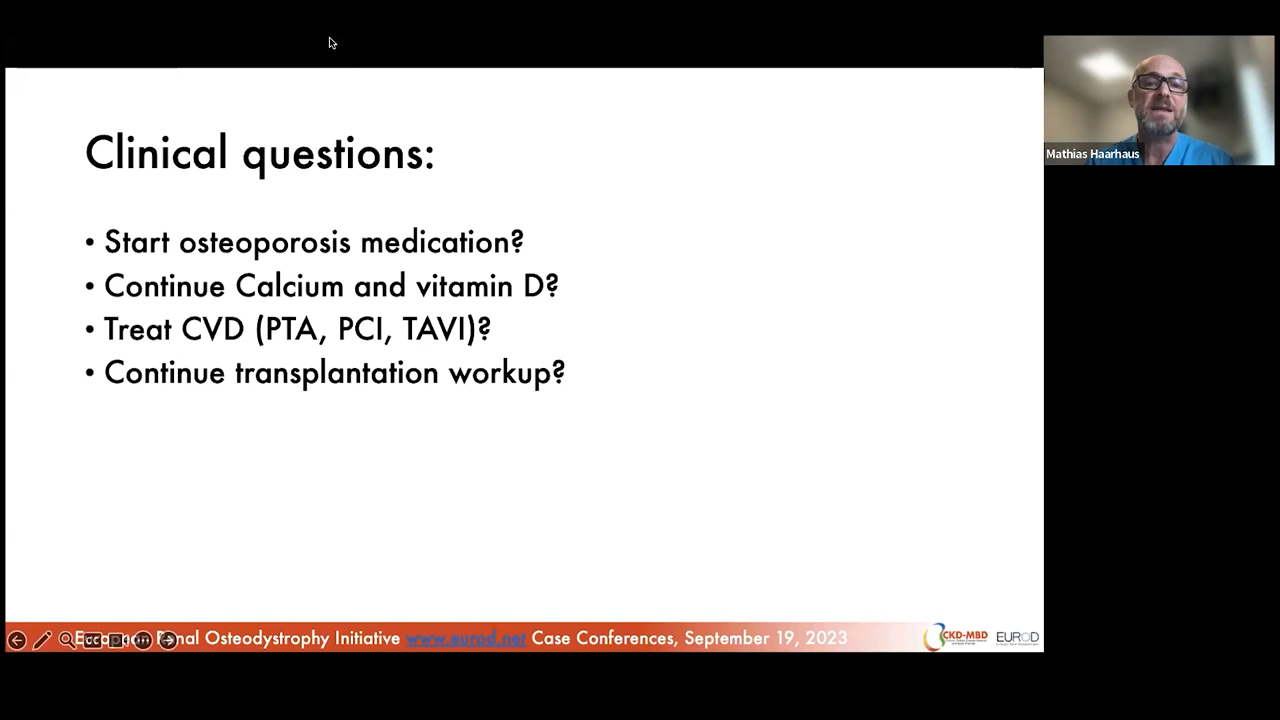 Clinical questions:
• Start osteoporosis medication?
• Continue Calcium and vitamin D?
• Treat CVD (PTA, PCI, TAVI)?
• Continue transplantation workup?
Mathias Haarhaus
Renal Osteodystrophy Initiative www.eurod.net Case Conferences, September 19, 2023
CKD-MBD
EUROD